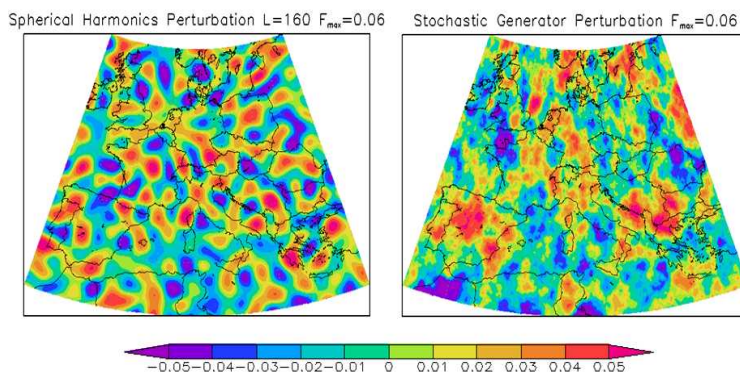 Spherical Harmonics Perturbation L=160 Fmax=0.06
Stochastic Generator Perturbation Fmax=0.06
-0.05 -0.04 -0.03 -0.02 -0.01 0 0.01 0.02 0.03 0.04 0.05